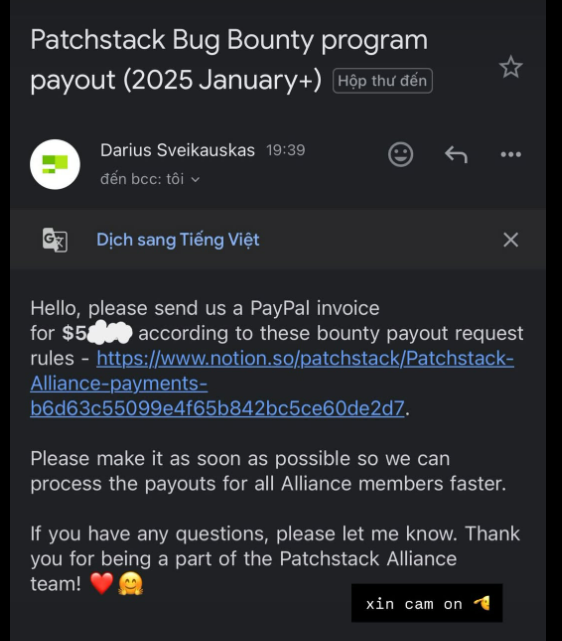 Patchstack Bug Bounty program
payout (2025 January+) Hộp thư đến
Darius Sveikauskas 19:39
đến bcc: tôi
Dịch sang Tiếng Việt
Hello, please send us a PayPal invoice
for $5 according to these bounty payout request
rules - https://www.notion.so/patchstack/Patchstack-
Alliance-payments-
b6d63c55099e4f65b842bc5ce60de2d7.
Please make it as soon as possible so we can
process the payouts for all Alliance members faster.
If you have any questions, please let me know. Thank
you for being a part of the Patchstack Alliance
team! ❤️🤗
xin cam on 🫡